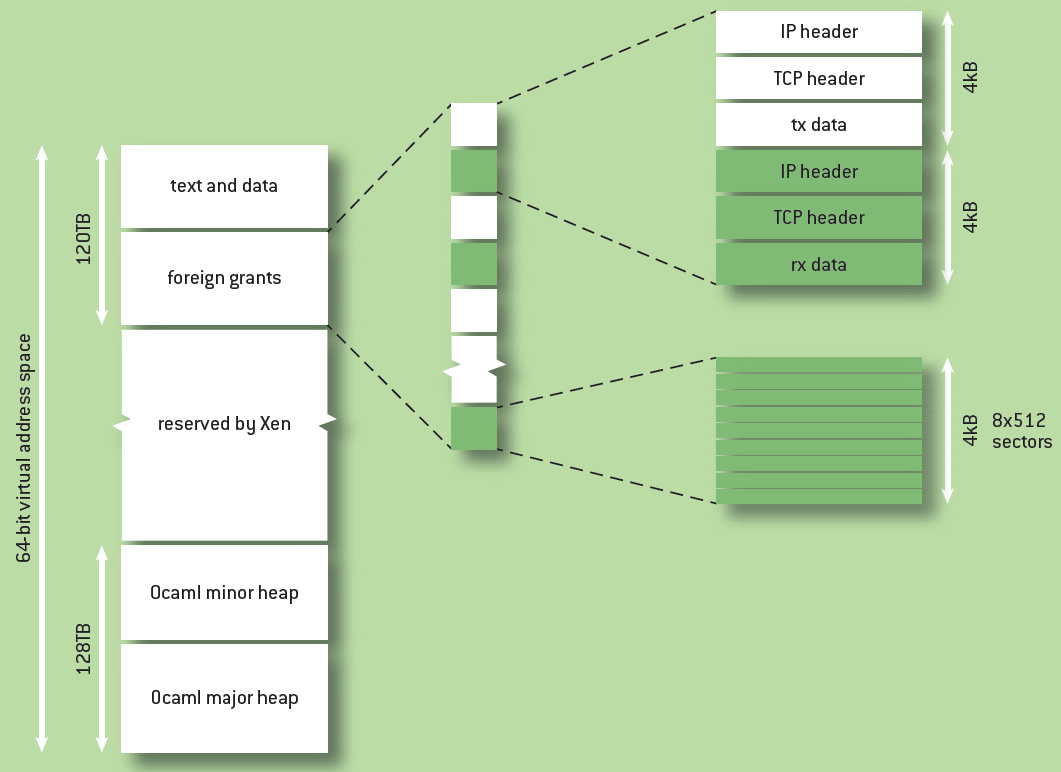 64-bit virtual address space
120TB
128TB
text and data
foreign grants
reserved by Xen
Ocaml minor heap
Ocaml major heap
IP header
TCP header
tx data
4kB
IP header
TCP header
rx data
4kB
4kB
8x512
sectors